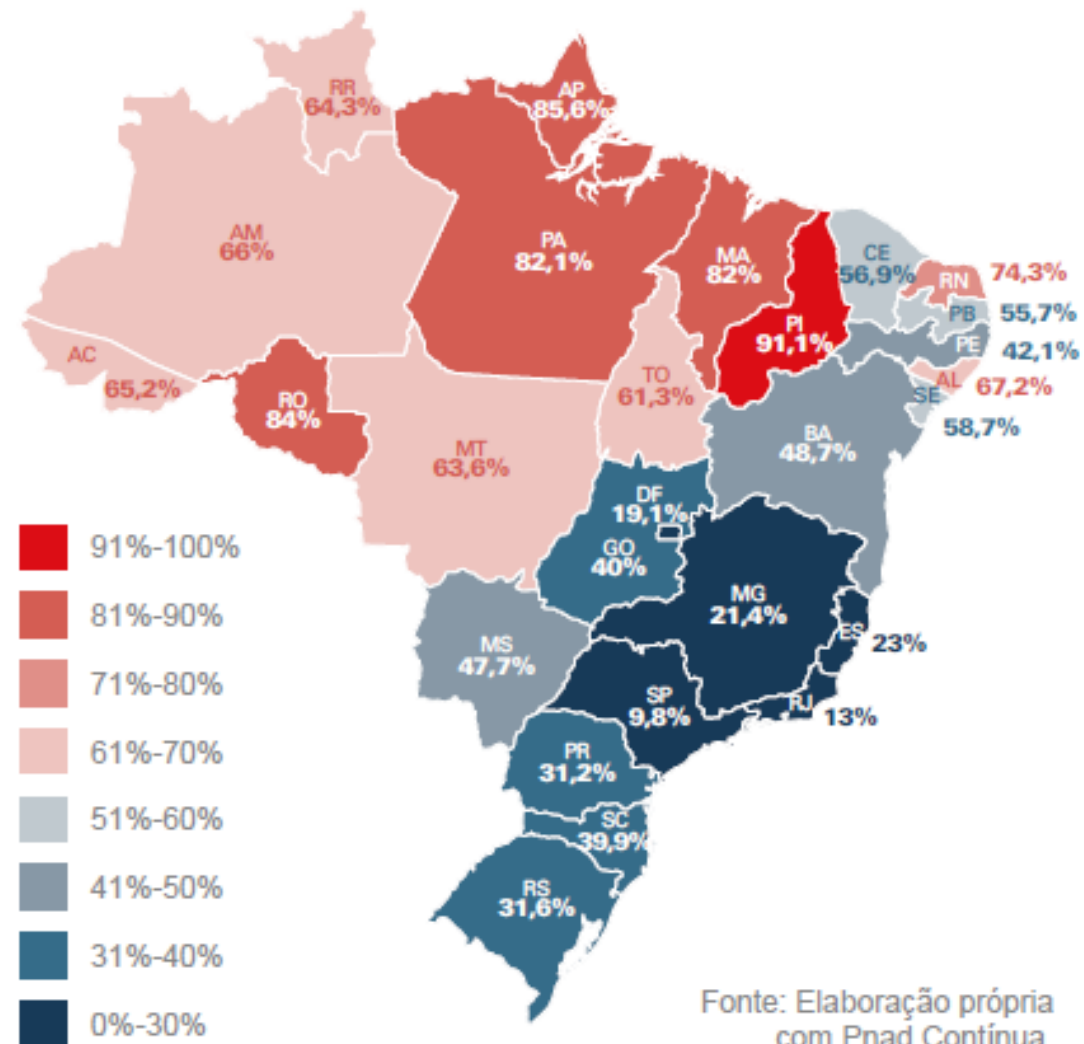 RR
64,3%
AP
85,6%
AM
66%
PA
82,1%
MA
82%
CE
56,9%
RN
74,3%
PB
55,7%
PI
91,1%
PE
42,1%
AC
65,2%
TO
61,3%
AL
67,2%
SE
58,7%
RO
84%
MT
63,6%
BA
48,7%
DF
19,1%
GO
40%
MG
21,4%
ES
23%
MS
47,7%
SP
9,8%
RJ
13%
PR
31,2%
SC
39,9%
RS
31,6%
91%-100%
81%-90%
71%-80%
61%-70%
51%-60%
41%-50%
31%-40%
0%-30%
Fonte: Elaboração própria
com Pnad Contínua